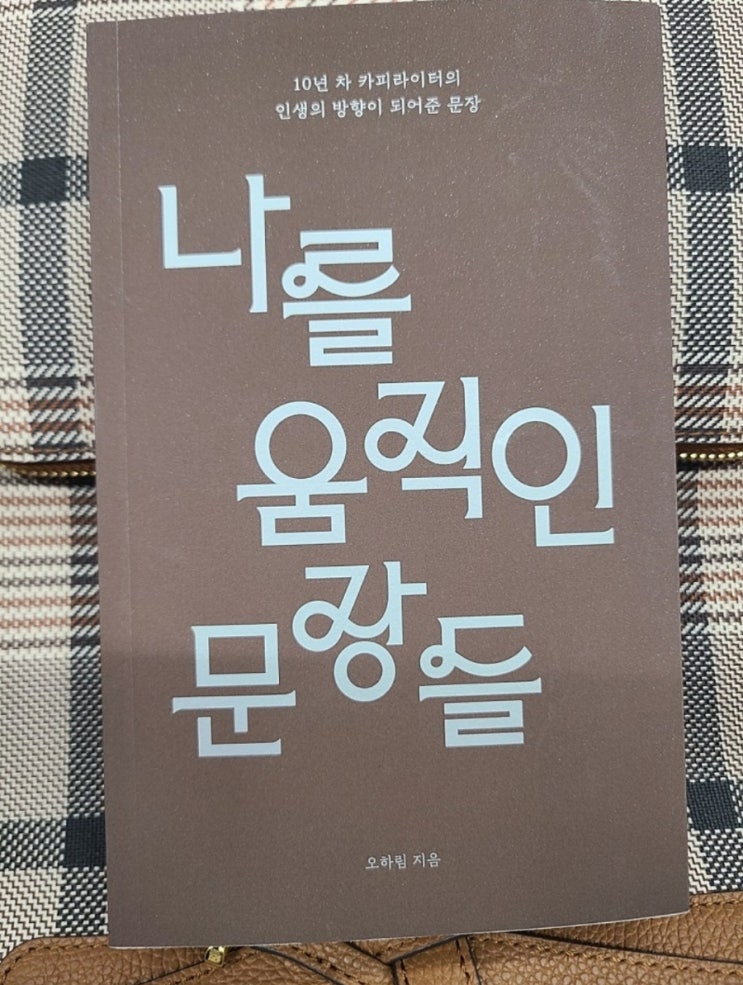 10년 차 카피라이터의
인생의 방향이 되어준 문장
나를
움직인
문장들
오하림 지음